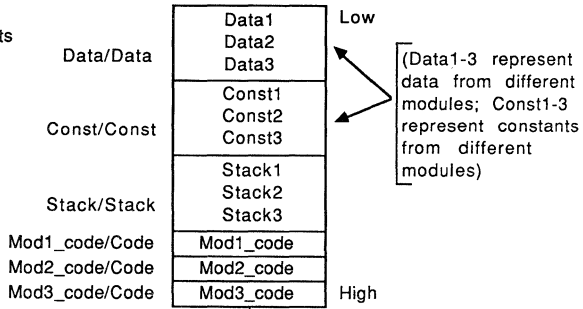 ts
Data/Data
Data1
Data2
Data3
Low
(Data1-3 represent
data from different
modules; Const1-3
represent constants
from different
modules)
Const/Const
Const1
Const2
Const3
Stack/Stack
Stack1
Stack2
Stack3
Mod1_code/Code Mod1_code
Mod2_code/Code Mod2_code
Mod3_code/Code Mod3_code High